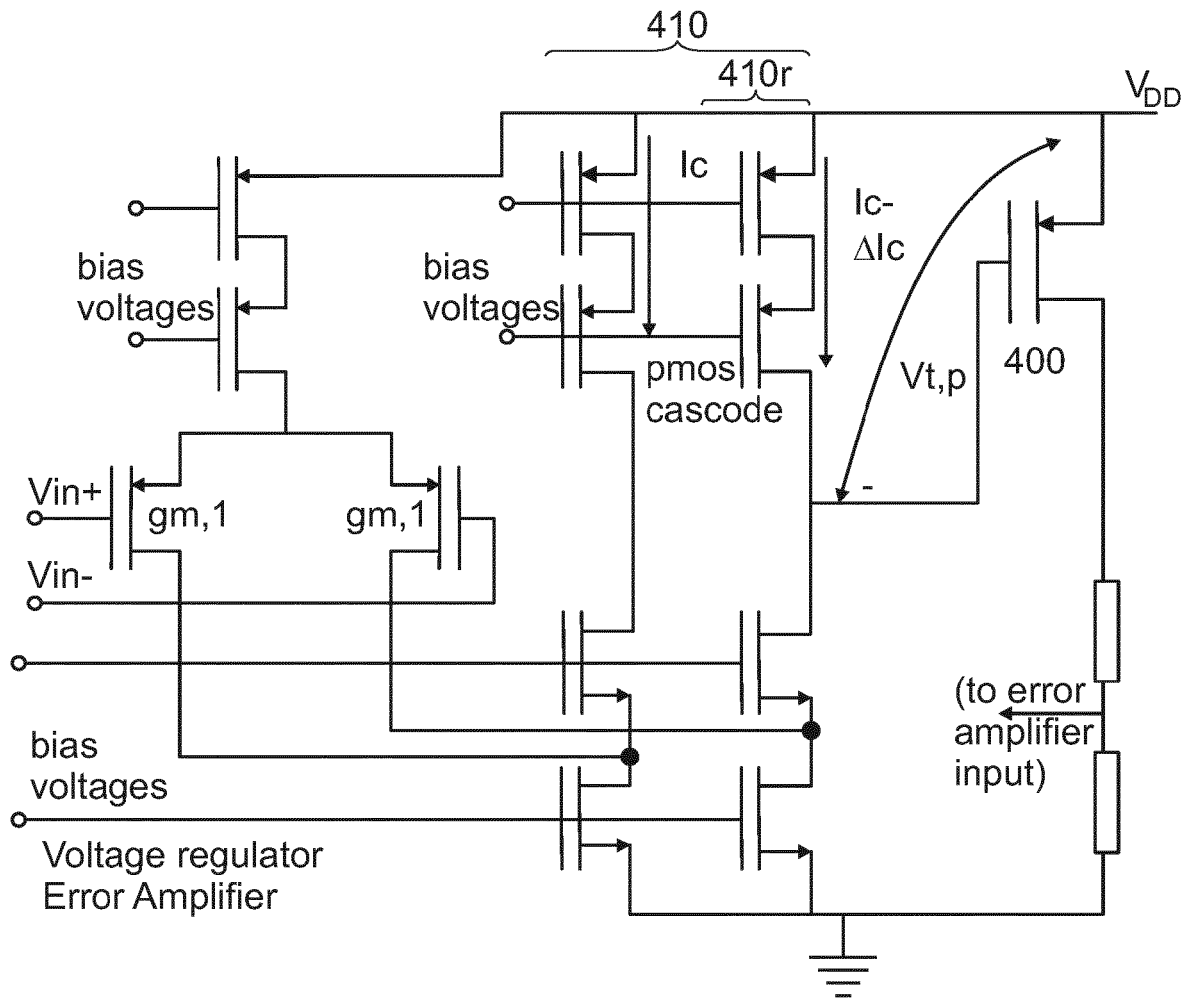 410
410r
VDD
Ic
Ic-
ΔIc
bias
voltages
bias
voltages
pmos
cascode
Vt,p
400
-
Vin+
gm,1
gm,1
Vin-
(to error
amplifier
input)
bias
voltages
Voltage regulator
Error Amplifier